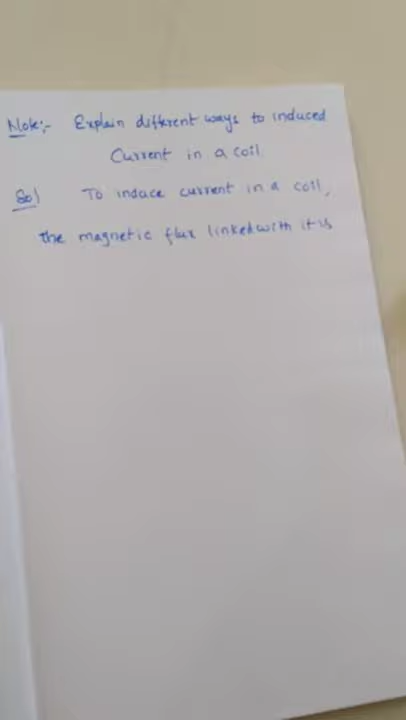 Note:- Explain different ways to induced
Current in a coil
Sol To induce current in a coil,
the magnetic flux linked with it is